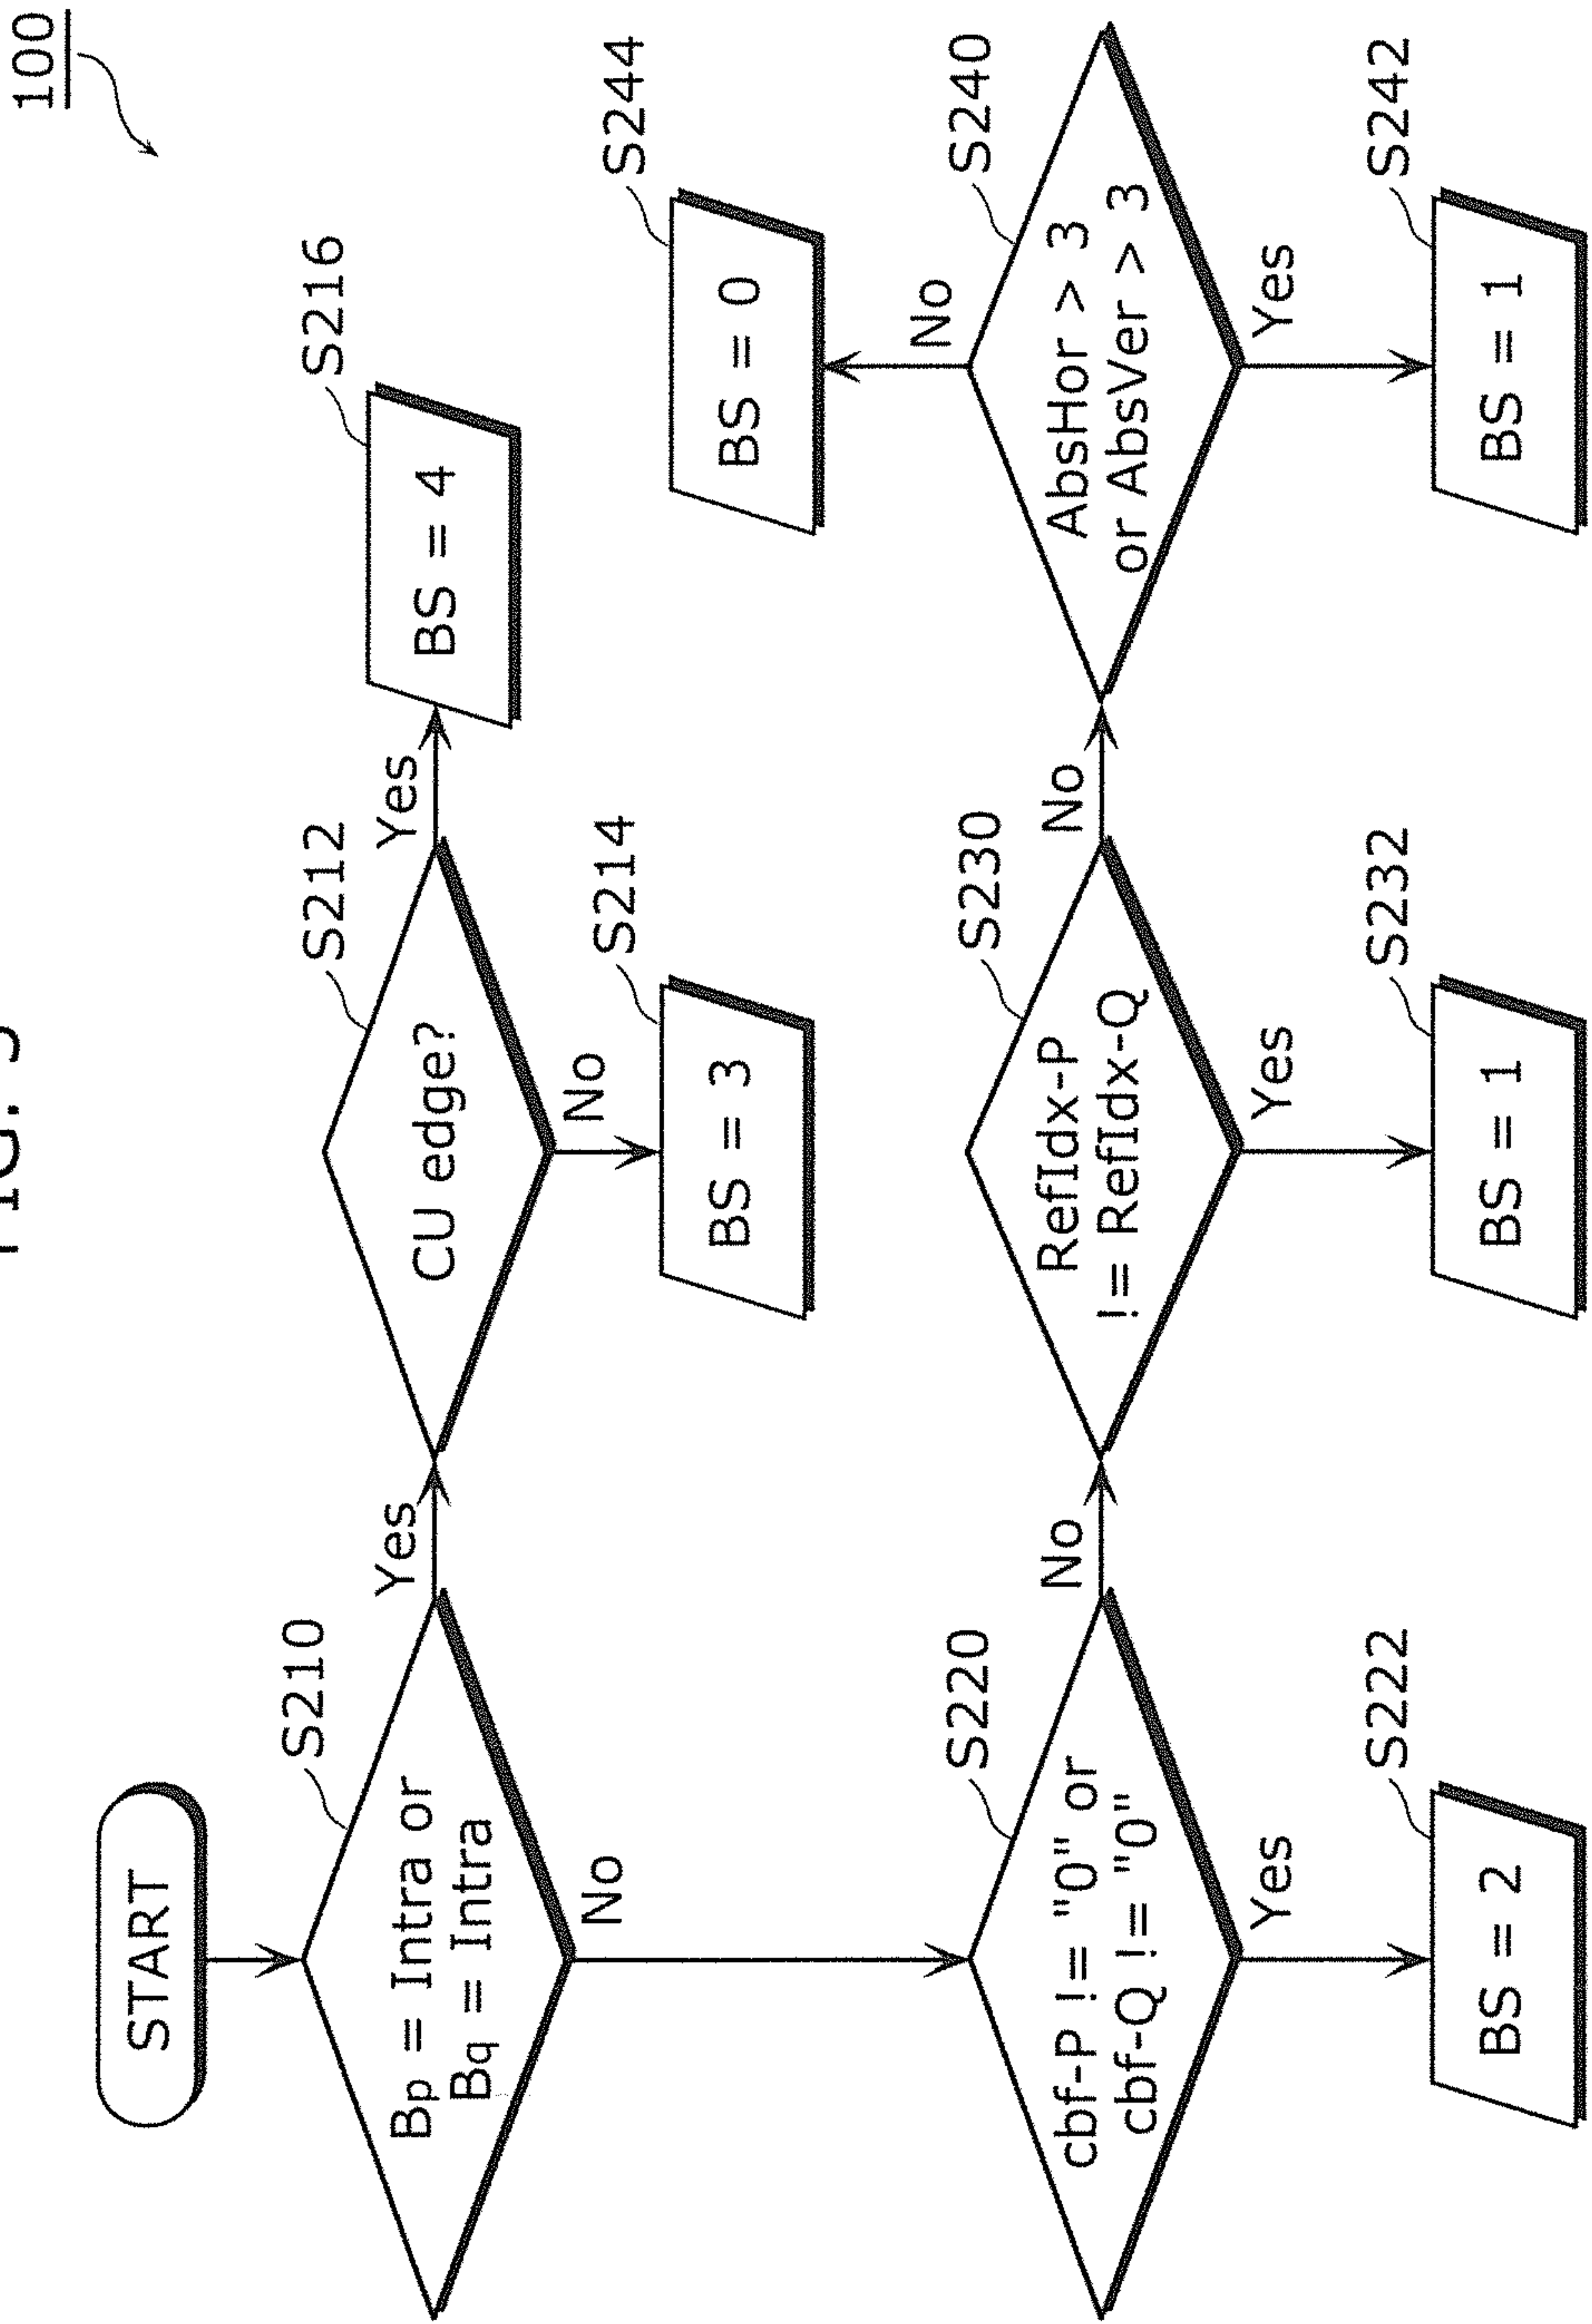 FIG.
100
START
S210
Bp = Intra or
Bq = Intra
Yes
No
S212
CU edge?
Yes
No
S216
BS = 4
S214
BS = 3
S220
cbf-P != "0" or
cbf-Q != "0"
No
Yes
S222
BS = 2
S230
RefIdx-P
!= RefIdx-Q
No
Yes
S232
BS = 1
S240
AbsHor > 3
or AbsVer > 3
No
Yes
S244
BS = 0
S242
BS = 1